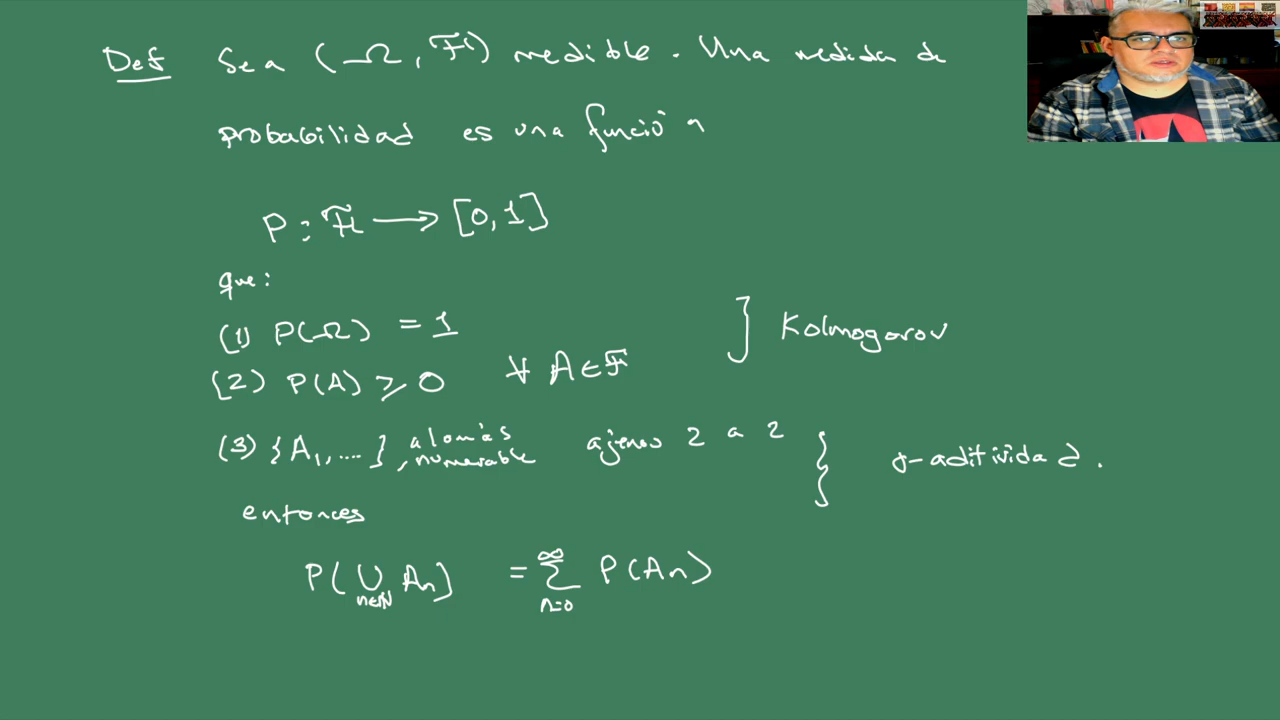 Def Sea (Ω, ℱ) medible. Una medida de
probabilidad es una función
P : ℱ → [0, 1]
que:
(1) P(Ω) = 1
(2) P(A) ≥ 0 ∀ A ∈ ℱ
] Kolmogorov
(3) {A₁, ....}, a lo más numerable ajenos 2 a 2 } σ-aditividad.
entonces
P(⋃_{n∈ℕ} Aₙ) = ∑_{n=0}^{∞} P(Aₙ)